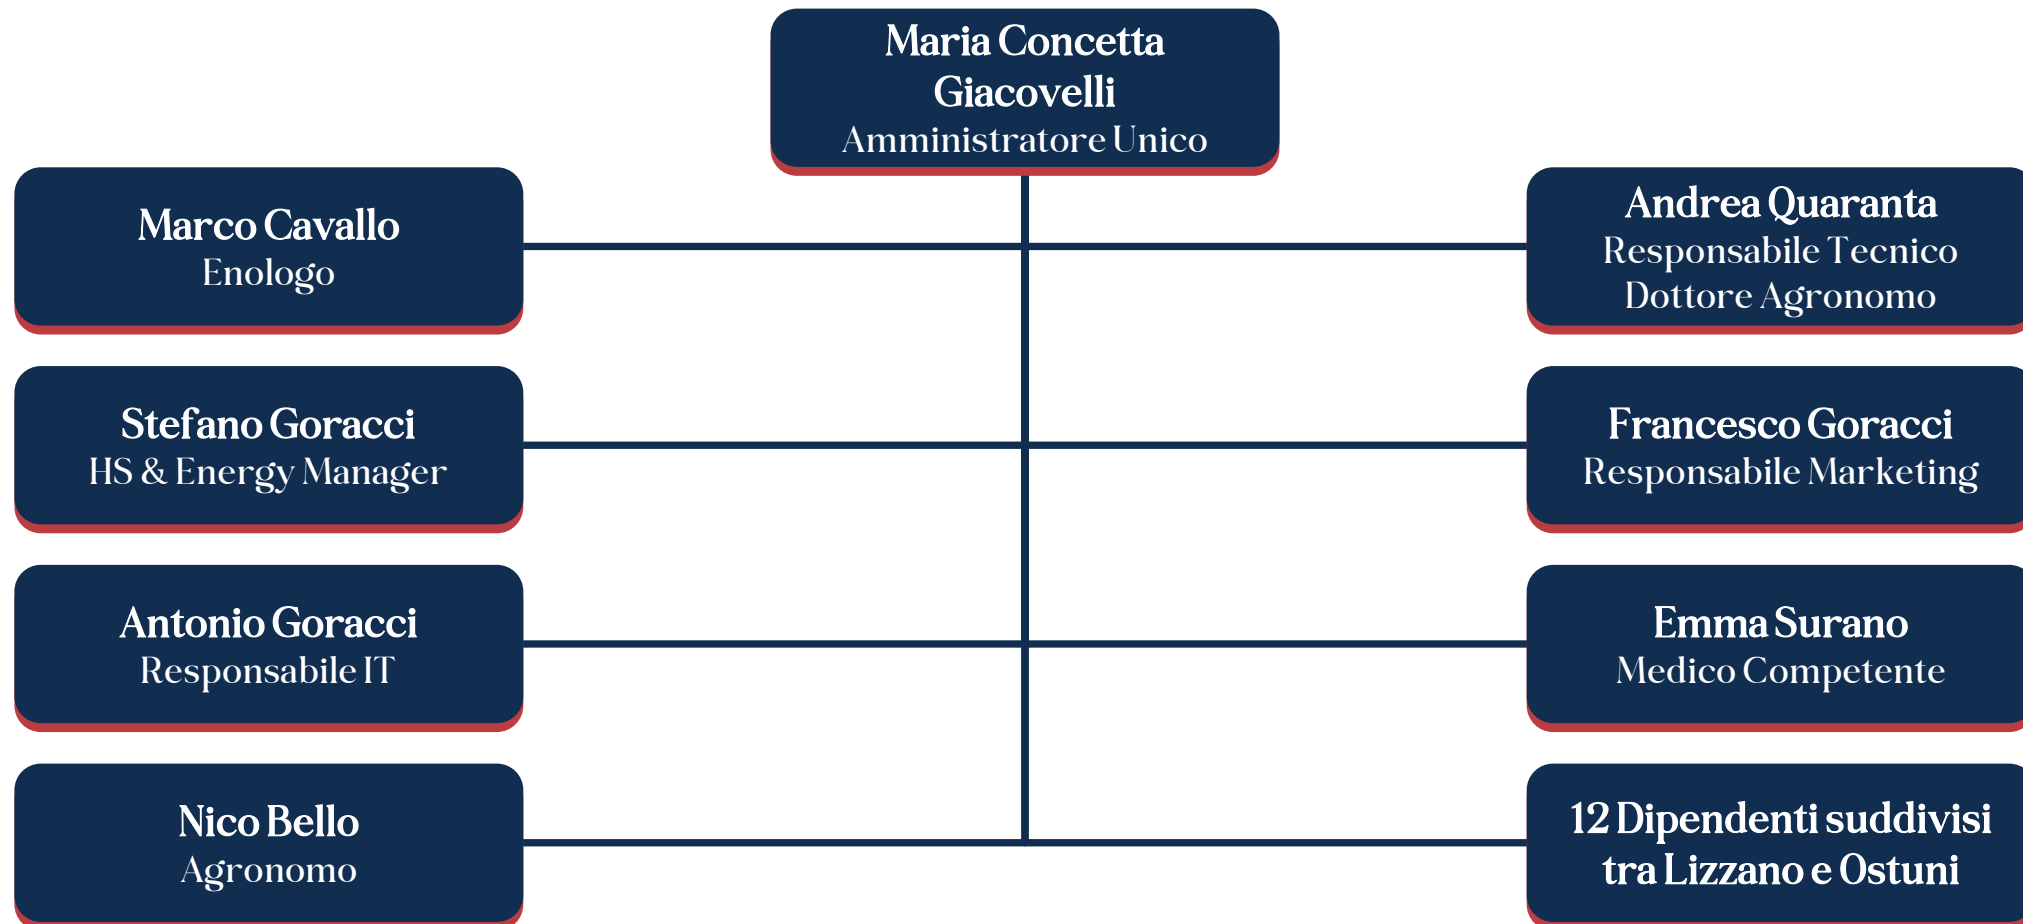 Maria Concetta
Giacovelli
Amministratore Unico
Marco Cavallo
Enologo
Andrea Quaranta
Responsabile Tecnico
Dottore Agronomo
Stefano Goracci
HS & Energy Manager
Francesco Goracci
Responsabile Marketing
Antonio Goracci
Responsabile IT
Emma Surano
Medico Competente
Nico Bello
Agronomo
12 Dipendenti suddivisi
tra Lizzano e Ostuni